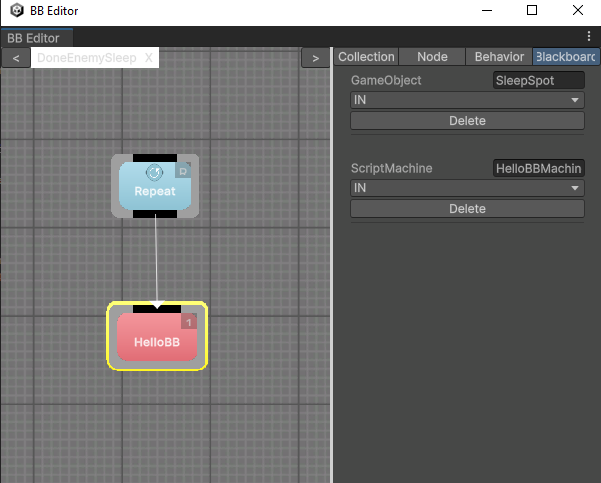 BB Editor
BB Editor
< DoneEnemySleep X >
Collection Node Behavior Blackboard
GameObject SleepSpot
IN
Delete
ScriptMachine HelloBBMachin
IN
Delete
Repeat
1
HelloBB